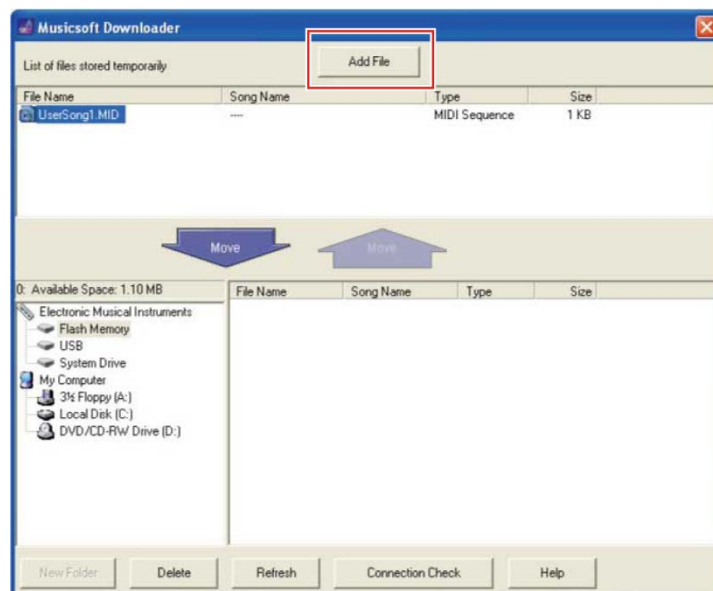 Musicsoft Downloader
List of files stored temporarily
Add File
File Name Song Name Type Size
UserSong1.MID ---- MIDI Sequence 1 KB
Move Move
0: Available Space: 1.10 MB
Electronic Musical Instruments
Flash Memory
USB
System Drive
My Computer
3½ Floppy (A:)
Local Disk (C:)
DVD/CD-RW Drive (D:)
File Name Song Name Type Size
New Folder Delete Refresh Connection Check Help